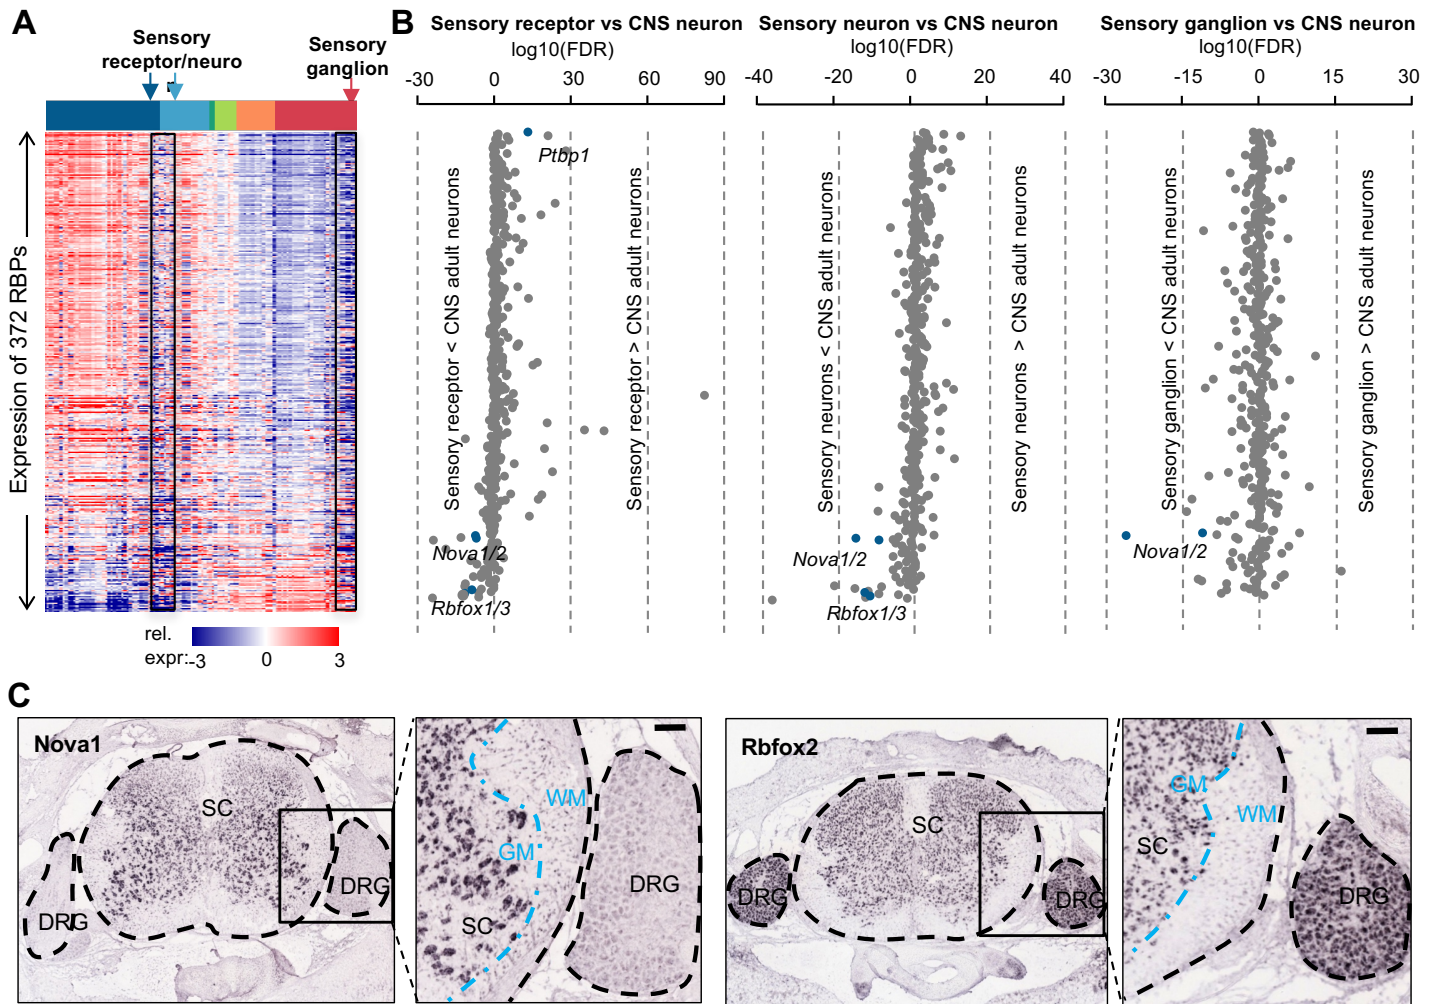 A
Sensory
receptor/neuro
n
Sensory
ganglion
Expression of 372 RBPs
rel.
expr:
-3
0
3
B
Sensory receptor vs CNS neuron
log10(FDR)
-30 0 30 60 90
Sensory receptor < CNS adult neurons
Sensory receptor > CNS adult neurons
Ptbp1
Nova1/2
Rbfox1/3
Sensory neuron vs CNS neuron
log10(FDR)
-40 -20 0 20 40
Sensory neurons < CNS adult neurons
Sensory neurons > CNS adult neurons
Nova1/2
Rbfox1/3
Sensory ganglion vs CNS neuron
log10(FDR)
-30 -15 0 15 30
Sensory ganglion < CNS adult neurons
Sensory ganglion > CNS adult neurons
Nova1/2
C
Nova1
SC
DRG
DRG
WM
GM
DRG
SC
Rbfox2
SC
DRG
DRG
GM
WM
SC
DRG